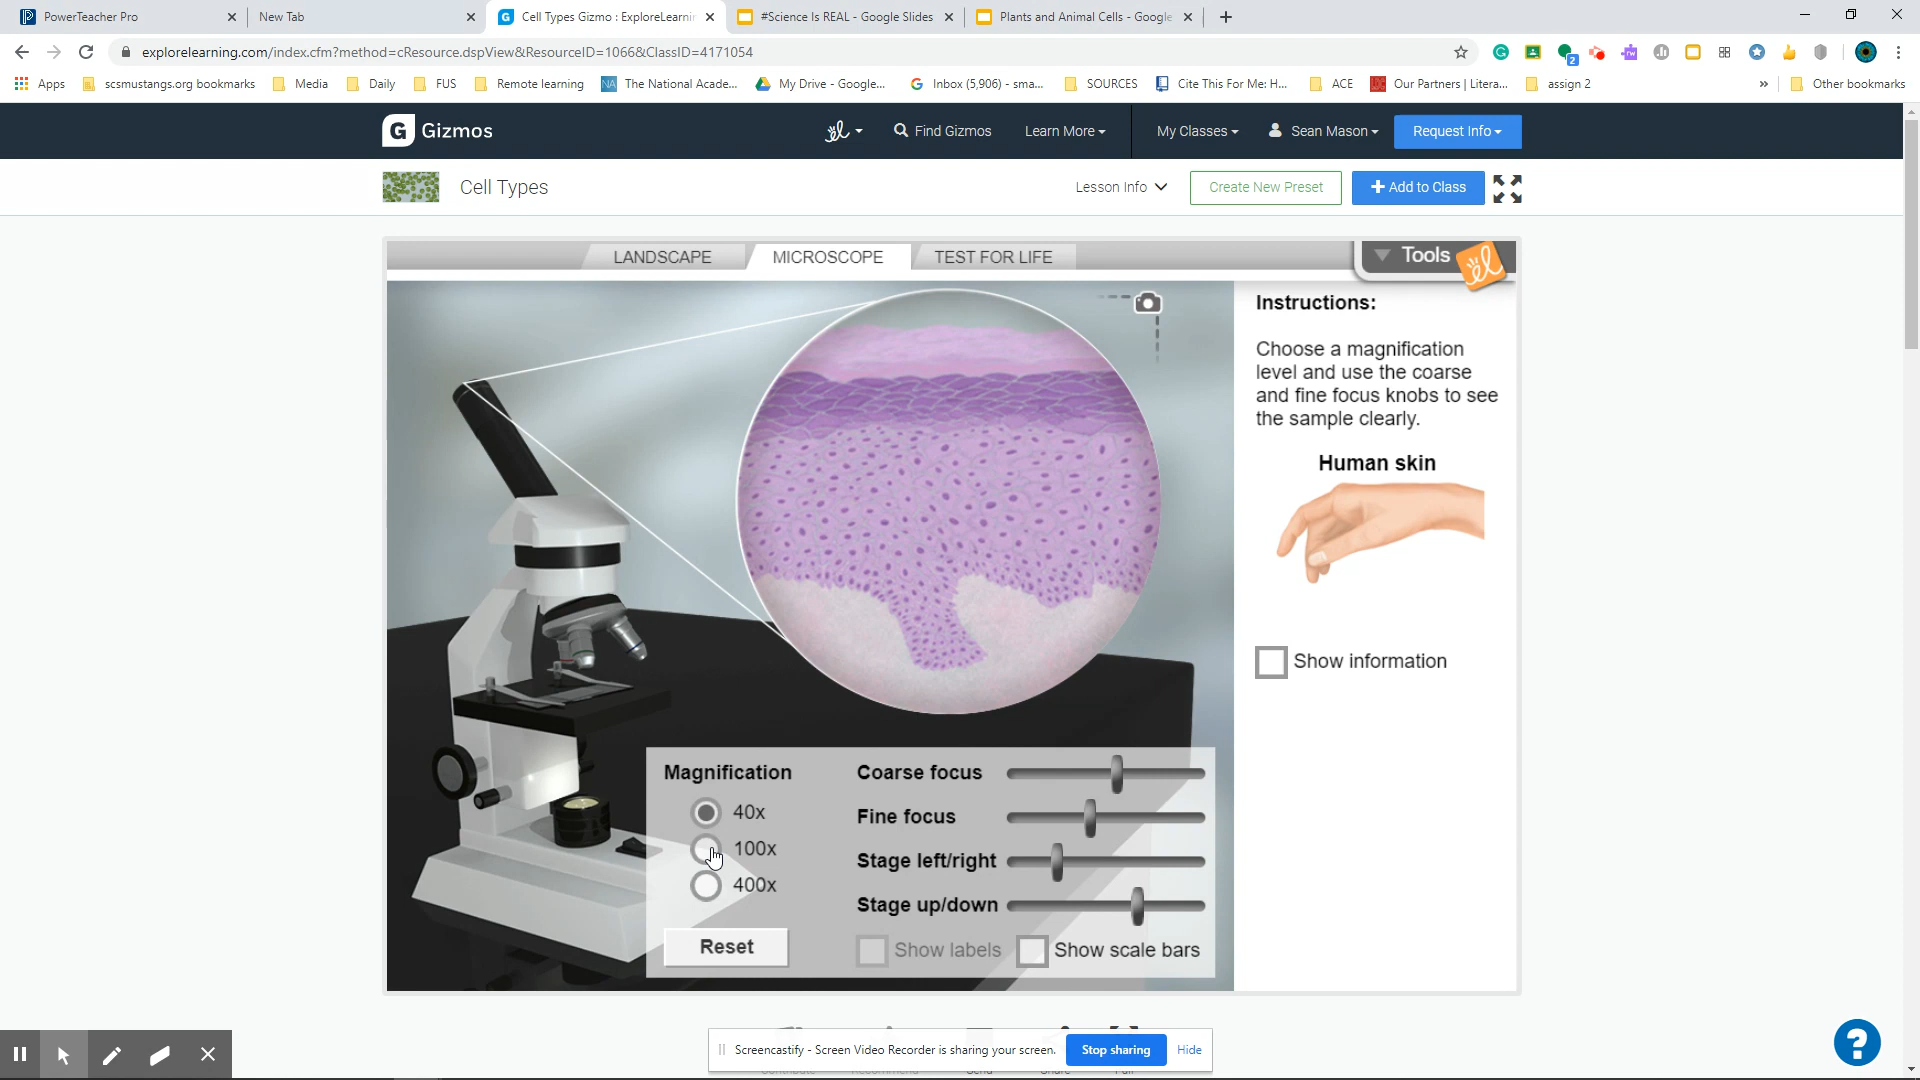 PowerTeacher Pro
New Tab
Cell Types Gizmo : ExploreLearni
#Science Is REAL - Google Slides
Plants and Animal Cells - Google
explorelearning.com/index.cfm?method=cResource.dspView&ResourceID=1066&ClassID=4171054
2
Apps
scsmustangs.org bookmarks
Media
Daily
FUS
Remote learning
NA
The National Acade...
My Drive - Google...
Inbox (5,906) - sma...
SOURCES
Cite This For Me: H...
ACE
Our Partners | Litera...
assign 2
»
Other bookmarks
G Gizmos
Find Gizmos
Learn More
My Classes
Sean Mason
Request Info
Cell Types
Lesson Info
Create New Preset
+ Add to Class
LANDSCAPE
MICROSCOPE
TEST FOR LIFE
Tools
el
Instructions:
Choose a magnification
level and use the coarse
and fine focus knobs to see
the sample clearly.
Human skin
Show information
Magnification
40x
100x
400x
Reset
Coarse focus
Fine focus
Stage left/right
Stage up/down
Show labels
Show scale bars
Screencastify - Screen Video Recorder is sharing your screen.
Stop sharing
Hide
?